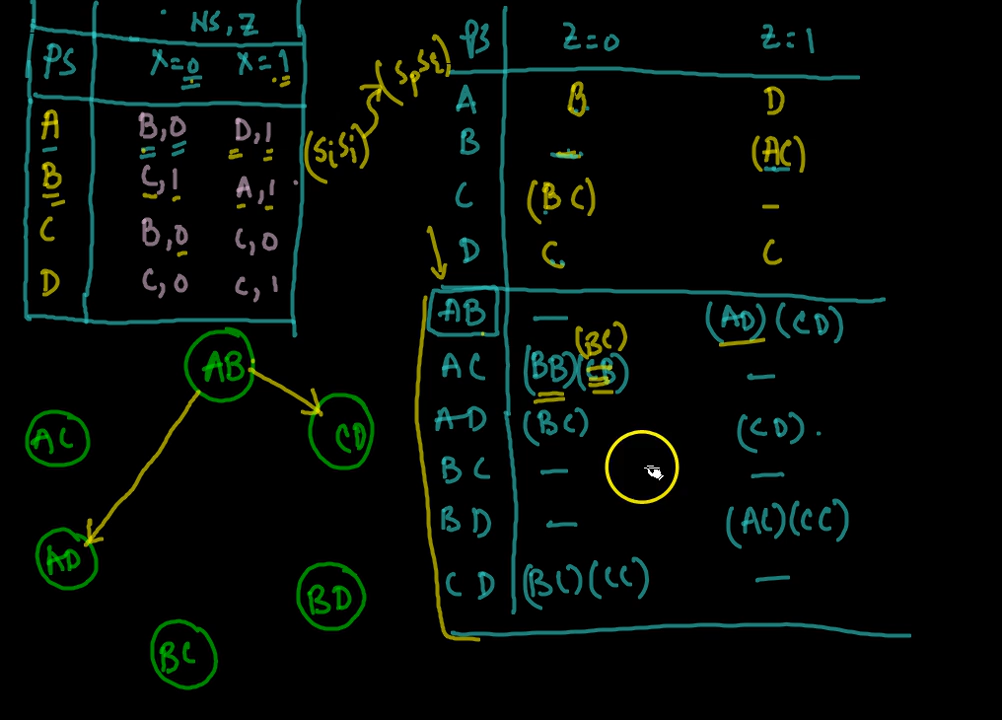 NS, Z
PS X=0 X=1
A B,0 D,1
B C,1 A,1
C B,0 C,0
D C,0 C,1
(SiSi)
(SpSq)
PS Z=0 Z=1
A B D
B — (AC)
C (BC) -
D C C
AB — (AD)(CD)
(BC)
AC (BB)(CB) —
AD (BC) (CD).
BC — —
BD — (AC)(CC)
CD (BC)(CC) —
AB
AC
CD
AD
BD
BC